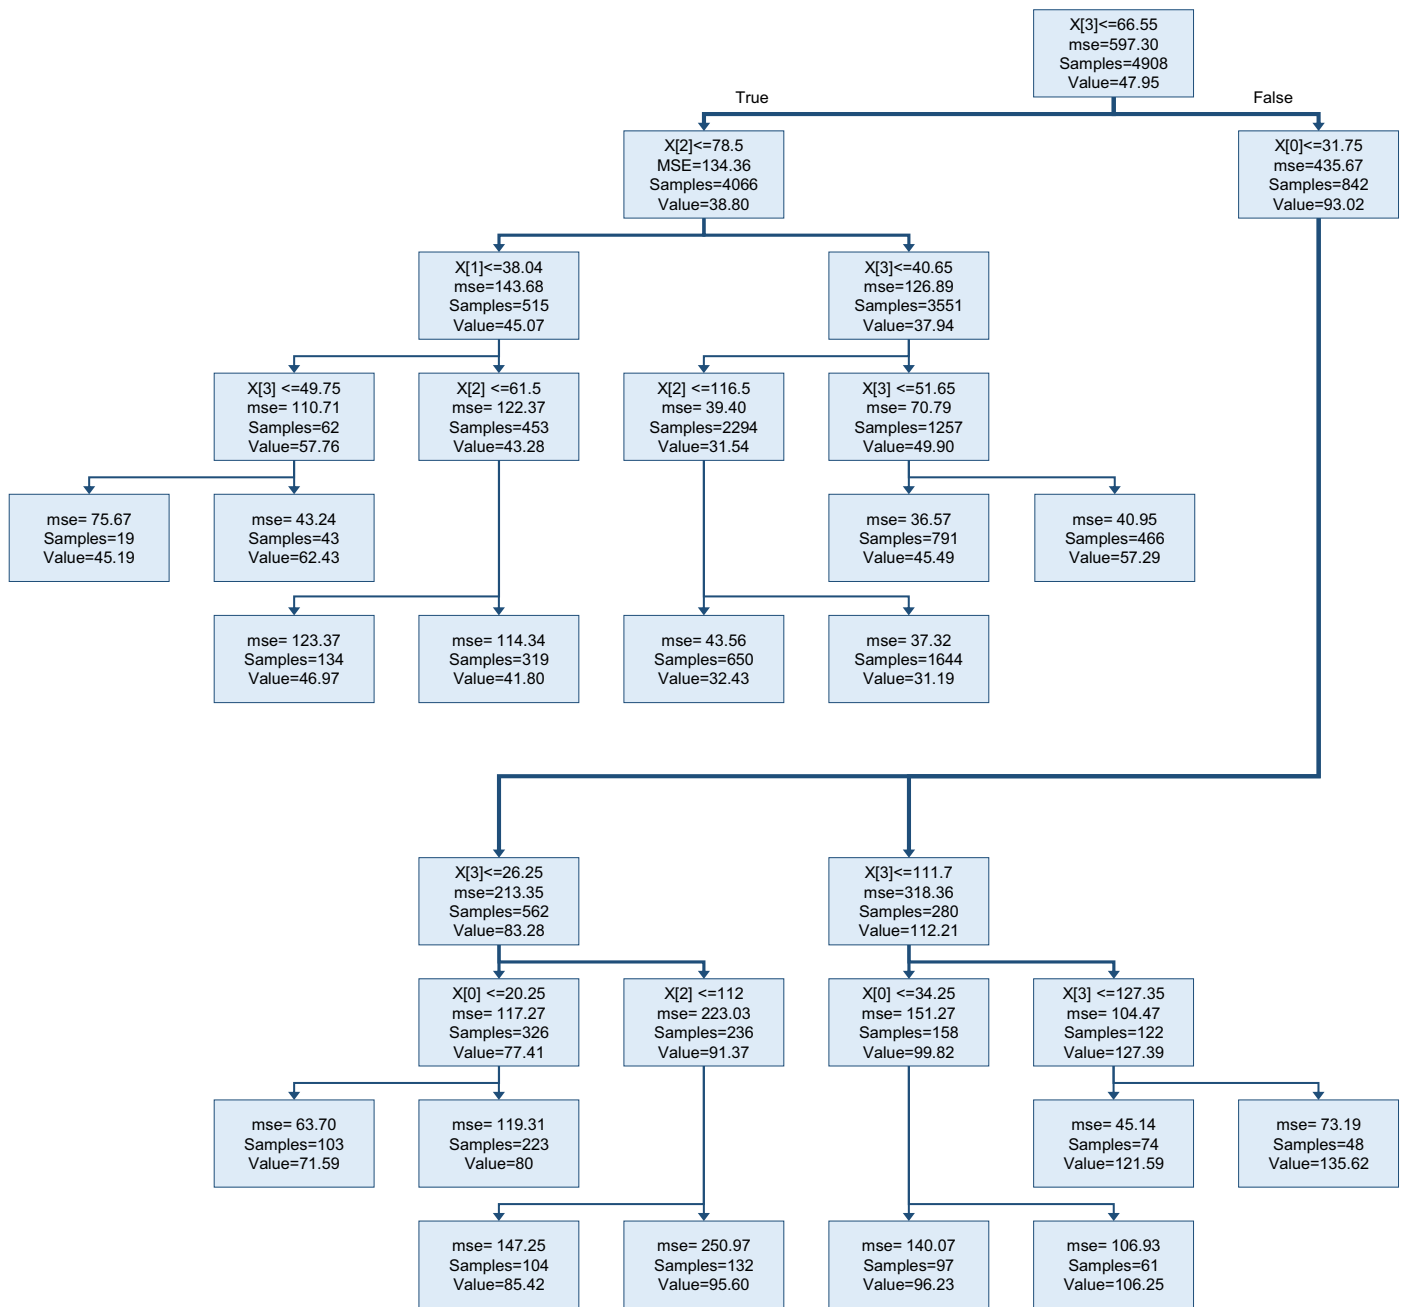 X[3]<=66.55
mse=597.30
Samples=4908
Value=47.95
True
False
X[2]<=78.5
MSE=134.36
Samples=4066
Value=38.80
X[0]<=31.75
mse=435.67
Samples=842
Value=93.02
X[1]<=38.04
mse=143.68
Samples=515
Value=45.07
X[3]<=40.65
mse=126.89
Samples=3551
Value=37.94
X[3] <=49.75
mse= 110.71
Samples=62
Value=57.76
X[2] <=61.5
mse= 122.37
Samples=453
Value=43.28
X[2] <=116.5
mse= 39.40
Samples=2294
Value=31.54
X[3] <=51.65
mse= 70.79
Samples=1257
Value=49.90
mse= 75.67
Samples=19
Value=45.19
mse= 43.24
Samples=43
Value=62.43
mse= 36.57
Samples=791
Value=45.49
mse= 40.95
Samples=466
Value=57.29
mse= 123.37
Samples=134
Value=46.97
mse= 114.34
Samples=319
Value=41.80
mse= 43.56
Samples=650
Value=32.43
mse= 37.32
Samples=1644
Value=31.19
X[3]<=26.25
mse=213.35
Samples=562
Value=83.28
X[3]<=111.7
mse=318.36
Samples=280
Value=112.21
X[0] <=20.25
mse= 117.27
Samples=326
Value=77.41
X[2] <=112
mse= 223.03
Samples=236
Value=91.37
X[0] <=34.25
mse= 151.27
Samples=158
Value=99.82
X[3] <=127.35
mse= 104.47
Samples=122
Value=127.39
mse= 63.70
Samples=103
Value=71.59
mse= 119.31
Samples=223
Value=80
mse= 45.14
Samples=74
Value=121.59
mse= 73.19
Samples=48
Value=135.62
mse= 147.25
Samples=104
Value=85.42
mse= 250.97
Samples=132
Value=95.60
mse= 140.07
Samples=97
Value=96.23
mse= 106.93
Samples=61
Value=106.25